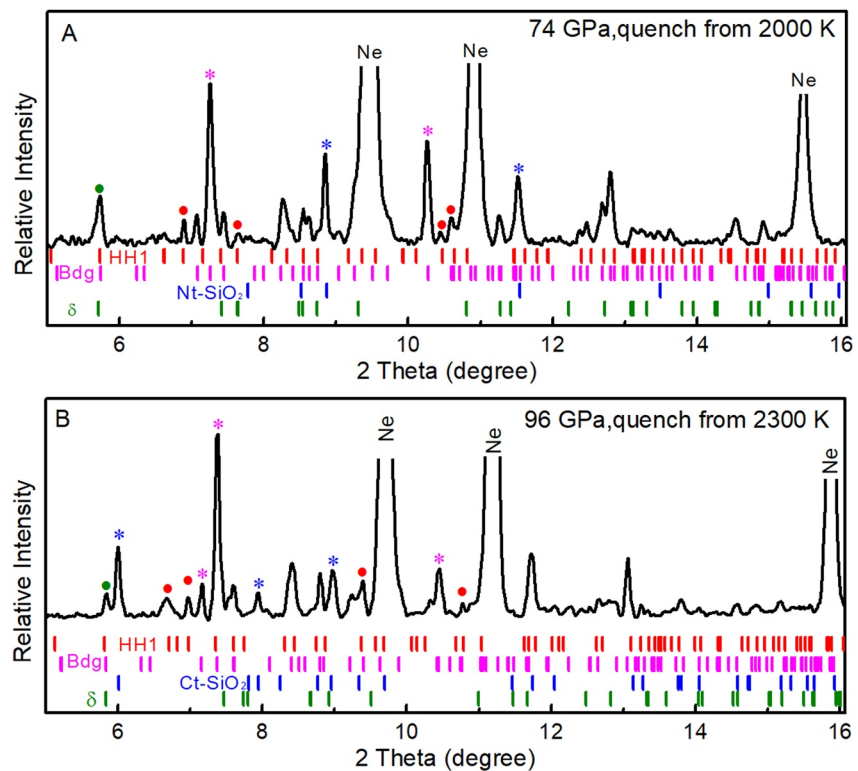 A
74 GPa,quench from 2000 K
Ne
Ne
Ne
*
*
*
*
Relative Intensity
HH1
Bdg
Nt-SiO₂
δ
6 8 10 12 14 16
2 Theta (degree)
B
96 GPa,quench from 2300 K
Ne
Ne
Ne
*
*
*
*
*
*
Relative Intensity
HH1
Bdg
Ct-SiO₂
δ
6 8 10 12 14 16
2 Theta (degree)